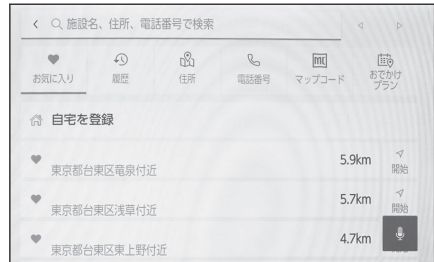 施設名、住所、電話番号で検索
お気に入り
履歴
住所
電話番号
マップコード
おでかけ
プラン
自宅を登録
5.9km
東京都台東区竜泉付近
開始
5.7km
東京都台東区浅草付近
開始
4.7km
東京都台東区東上野付近